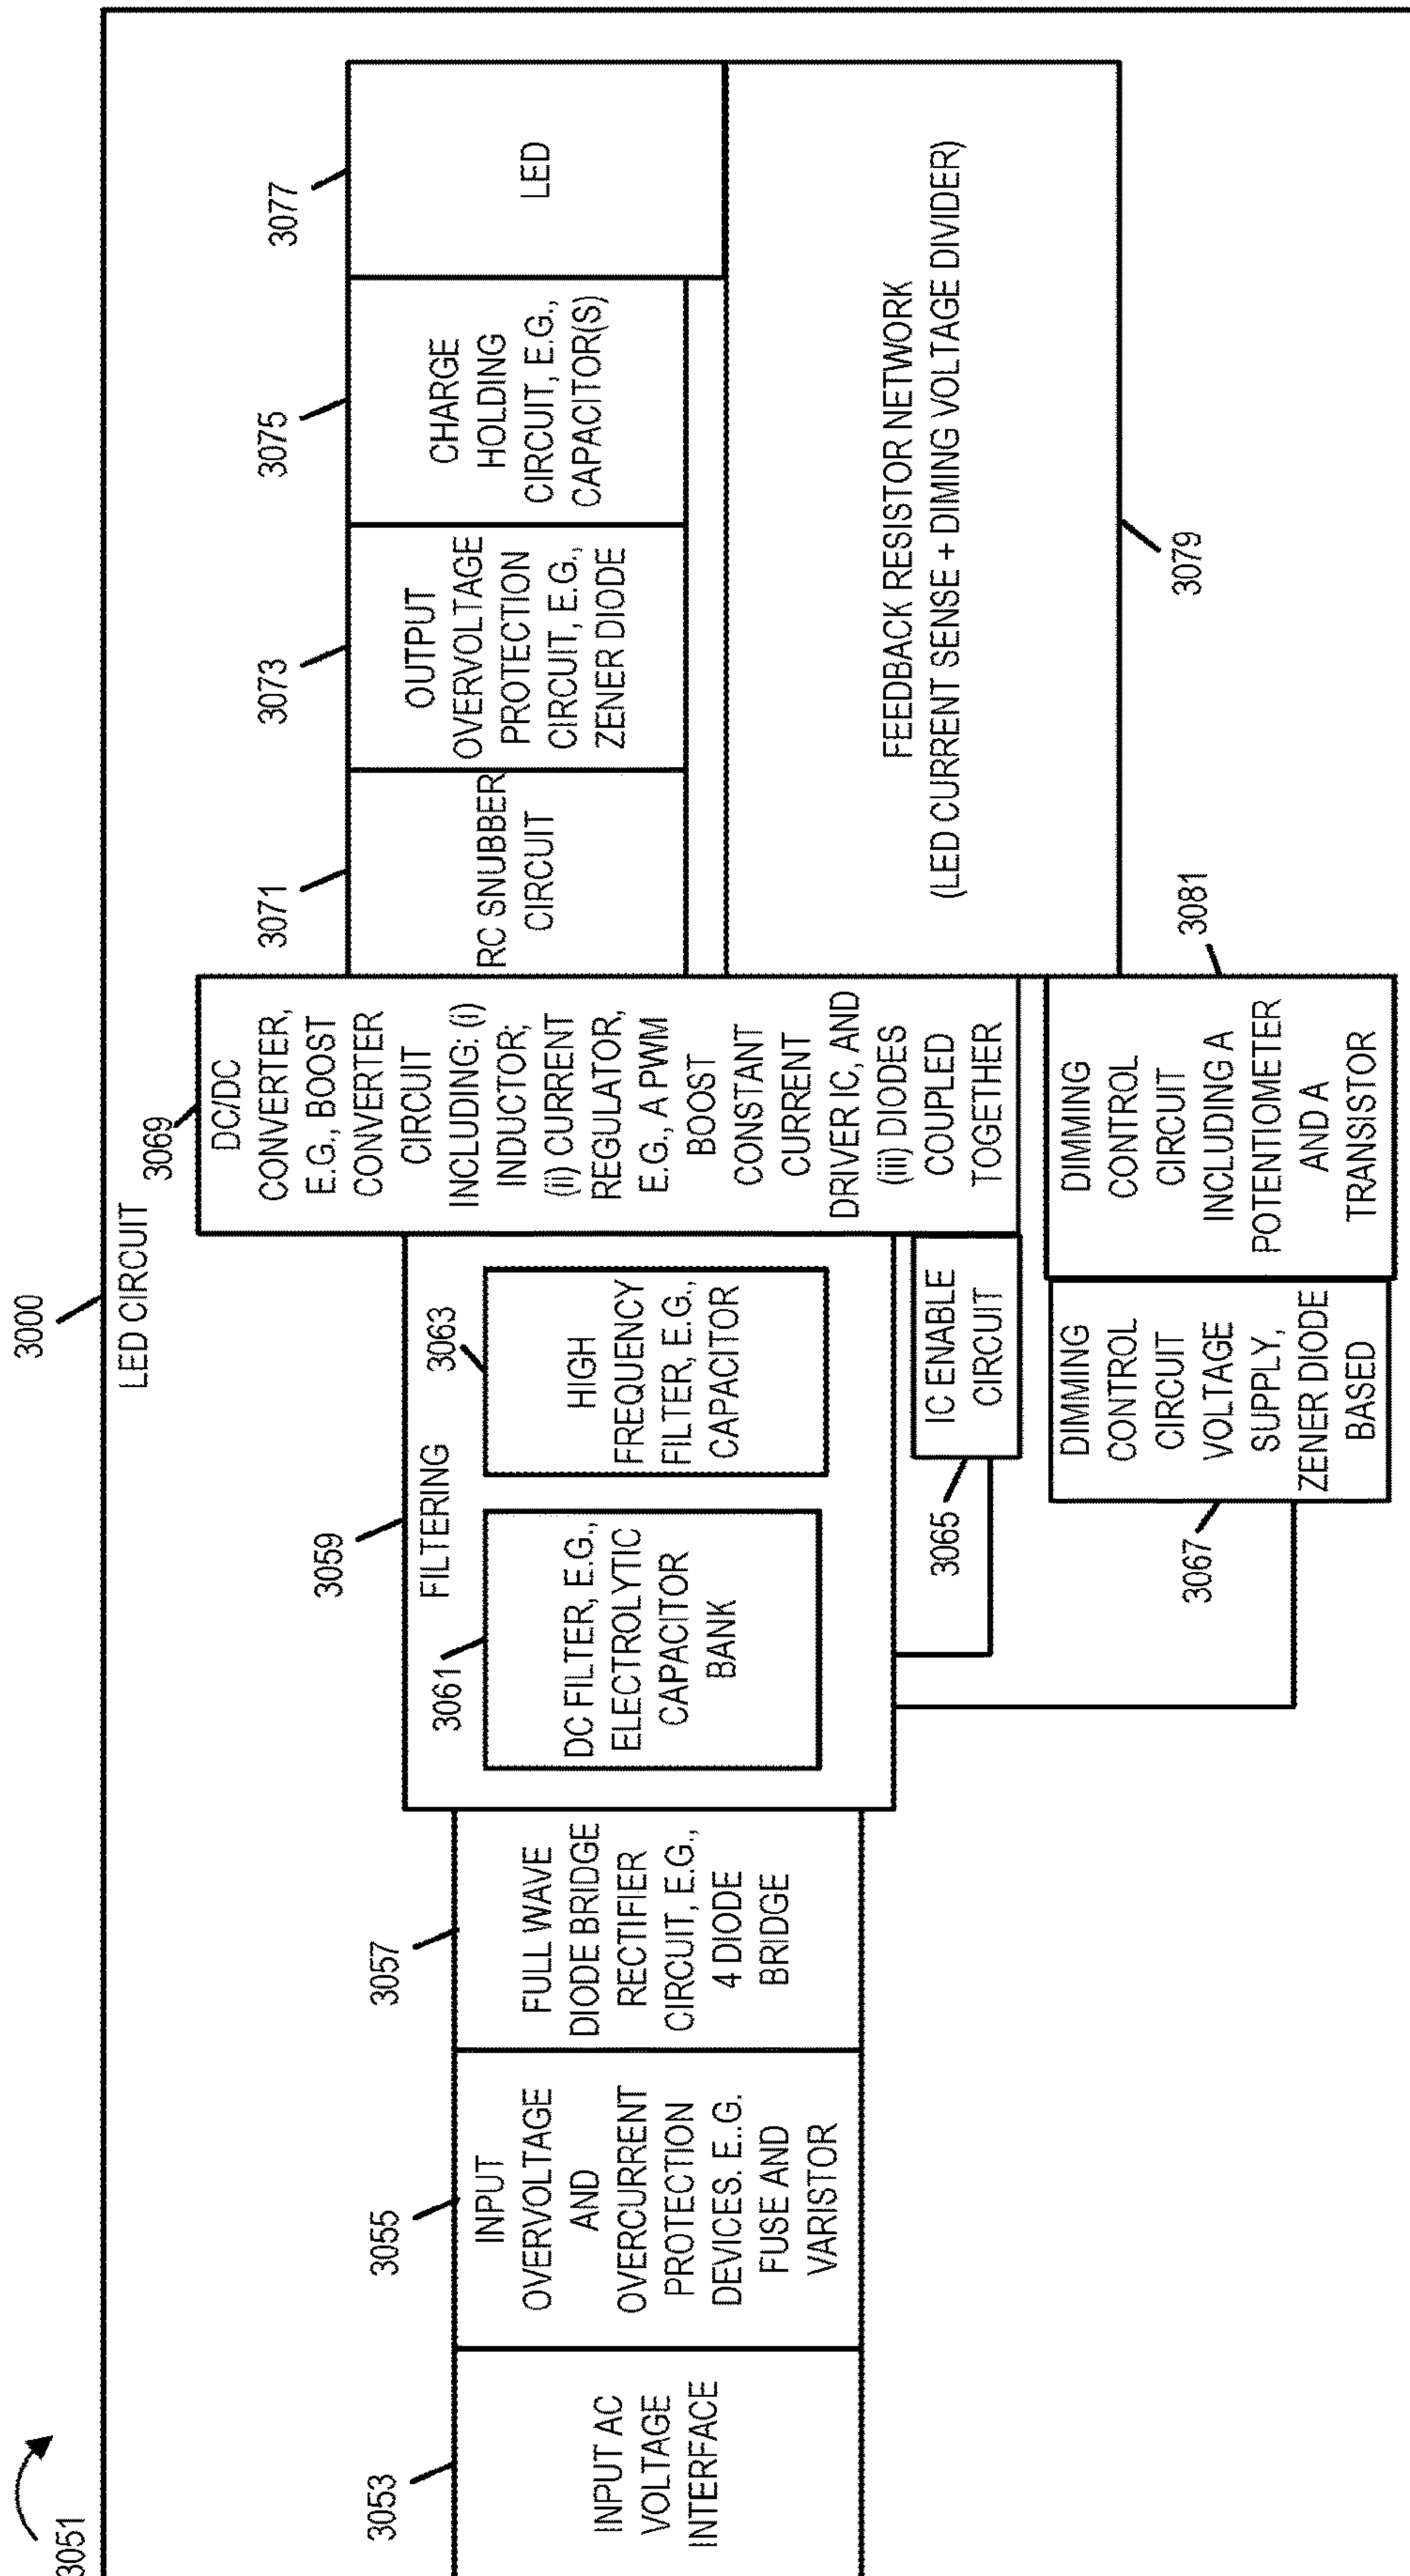 3051
3000
LED CIRCUIT
3053
INPUT AC
VOLTAGE
INTERFACE
3055
INPUT
OVERVOLTAGE
AND
OVERCURRENT
PROTECTION
DEVICES. E..G.
FUSE AND
VARISTOR
3057
FULL WAVE
DIODE BRIDGE
RECTIFIER
CIRCUIT, E.G.,
4 DIODE
BRIDGE
3059
FILTERING
3061
DC FILTER, E.G.,
ELECTROLYTIC
CAPACITOR
BANK
3063
HIGH
FREQUENCY
FILTER, E.G.,
CAPACITOR
3065
IC ENABLE
CIRCUIT
3067
DIMMING
CONTROL
CIRCUIT
VOLTAGE
SUPPLY,
ZENER DIODE
BASED
3069
DC/DC
CONVERTER,
E.G., BOOST
CONVERTER
CIRCUIT
INCLUDING: (i)
INDUCTOR;
(ii) CURRENT
REGULATOR,
E.G., A PWM
BOOST
CONSTANT
CURRENT
DRIVER IC, AND
(iii) DIODES
COUPLED
TOGETHER
3081
DIMMING
CONTROL
CIRCUIT
INCLUDING A
POTENTIOMETER
AND A
TRANSISTOR
3071
RC SNUBBER
CIRCUIT
3073
OUTPUT
OVERVOLTAGE
PROTECTION
CIRCUIT, E.G.,
ZENER DIODE
3075
CHARGE
HOLDING
CIRCUIT, E.G.,
CAPACITOR(S)
3077
LED
FEEDBACK RESISTOR NETWORK
(LED CURRENT SENSE + DIMING VOLTAGE DIVIDER)
3079